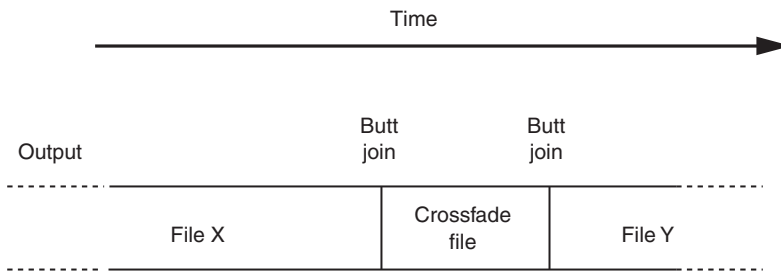 Time
Output
Butt
join
Butt
join
File X
Crossfade
file
File Y